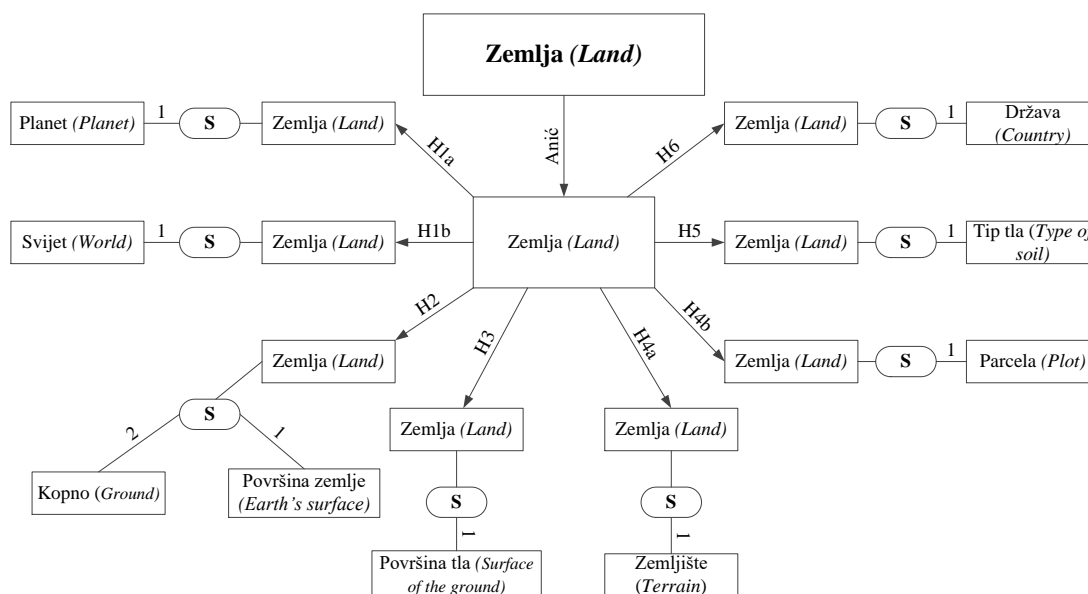 Zemlja (Land)
Anić
Planet (Planet)
1
S
Zemlja (Land)
H1a
H6
Zemlja (Land)
S
1
Država
(Country)
Svijet (World)
1
S
Zemlja (Land)
H1b
Zemlja (Land)
H5
Zemlja (Land)
S
1
Tip tla (Type of
soil)
H2
H3
H4a
H4b
Zemlja (Land)
Zemlja (Land)
S
1
Parcela (Plot)
S
2
1
Zemlja (Land)
Zemlja (Land)
Kopno (Ground)
Površina zemlje
(Earth's surface)
S
S
1
1
Površina tla (Surface
of the ground)
Zemljište
(Terrain)